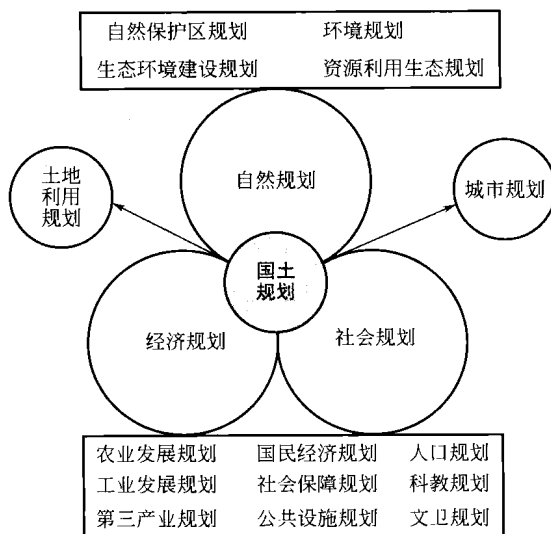 自然保护区规划 环境规划
生态环境建设规划 资源利用生态规划
自然规划
土地
利用
规划
城市规划
国土
规划
经济规划
社会规划
农业发展规划 国民经济规划 人口规划
工业发展规划 社会保障规划 科教规划
第三产业规划 公共设施规划 文卫规划